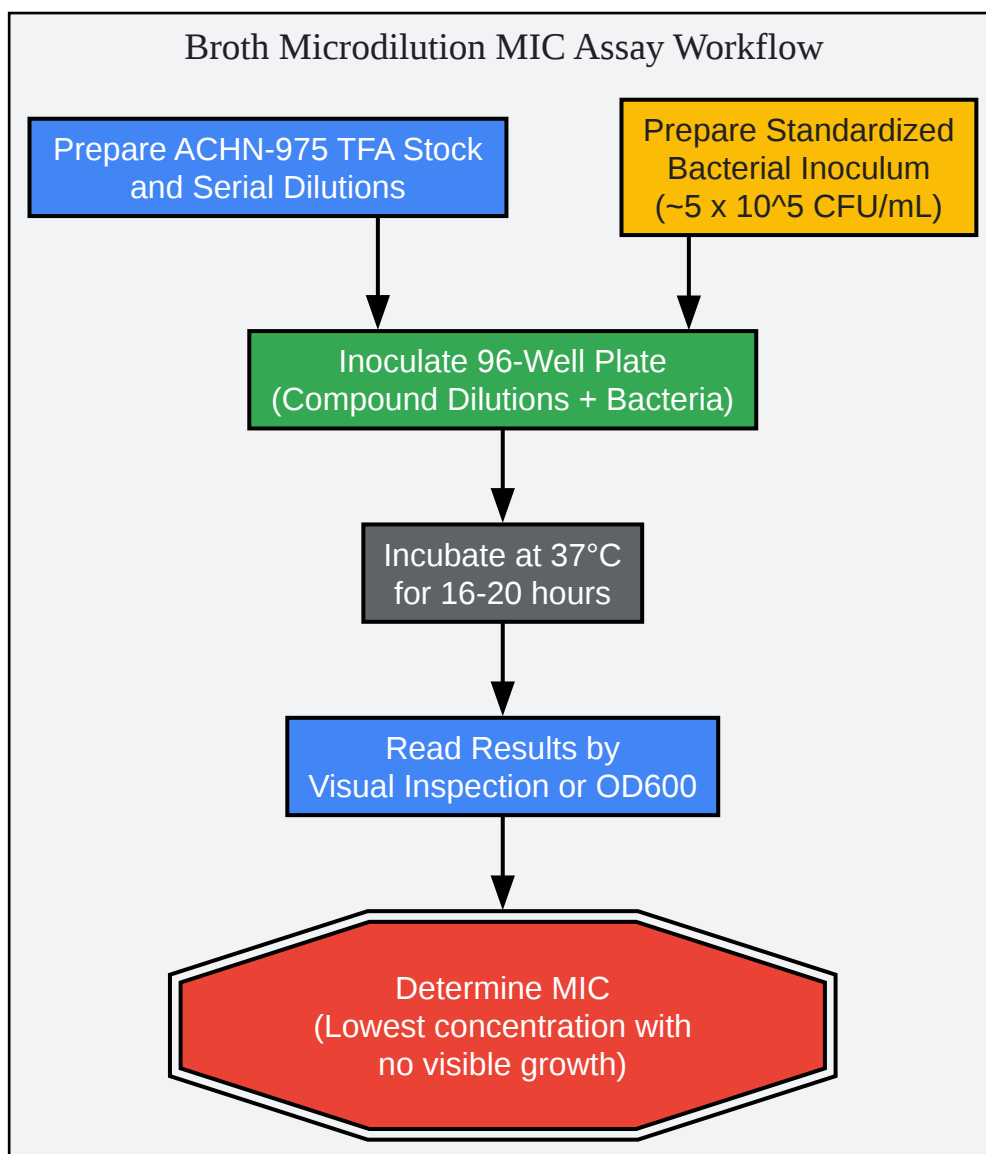 Broth Microdilution MIC Assay Workflow
Prepare ACHN-975 TFA Stock
and Serial Dilutions
Prepare Standardized
Bacterial Inoculum
(~5 x 10^5 CFU/mL)
Inoculate 96-Well Plate
(Compound Dilutions + Bacteria)
Incubate at 37°C
for 16-20 hours
Read Results by
Visual Inspection or OD600
Determine MIC
(Lowest concentration with
no visible growth)